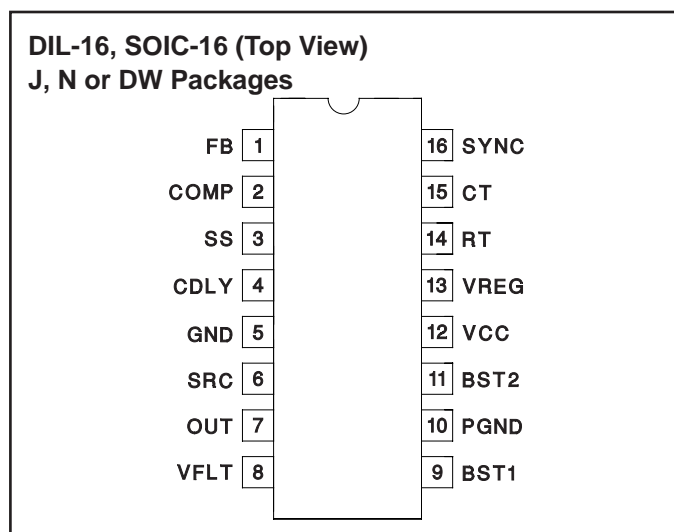 DIL-16, SOIC-16 (Top View)
J, N or DW Packages
FB 1 16 SYNC
COMP 2 15 CT
SS 3 14 RT
CDLY 4 13 VREG
GND 5 12 VCC
SRC 6 11 BST2
OUT 7 10 PGND
VFLT 8 9 BST1